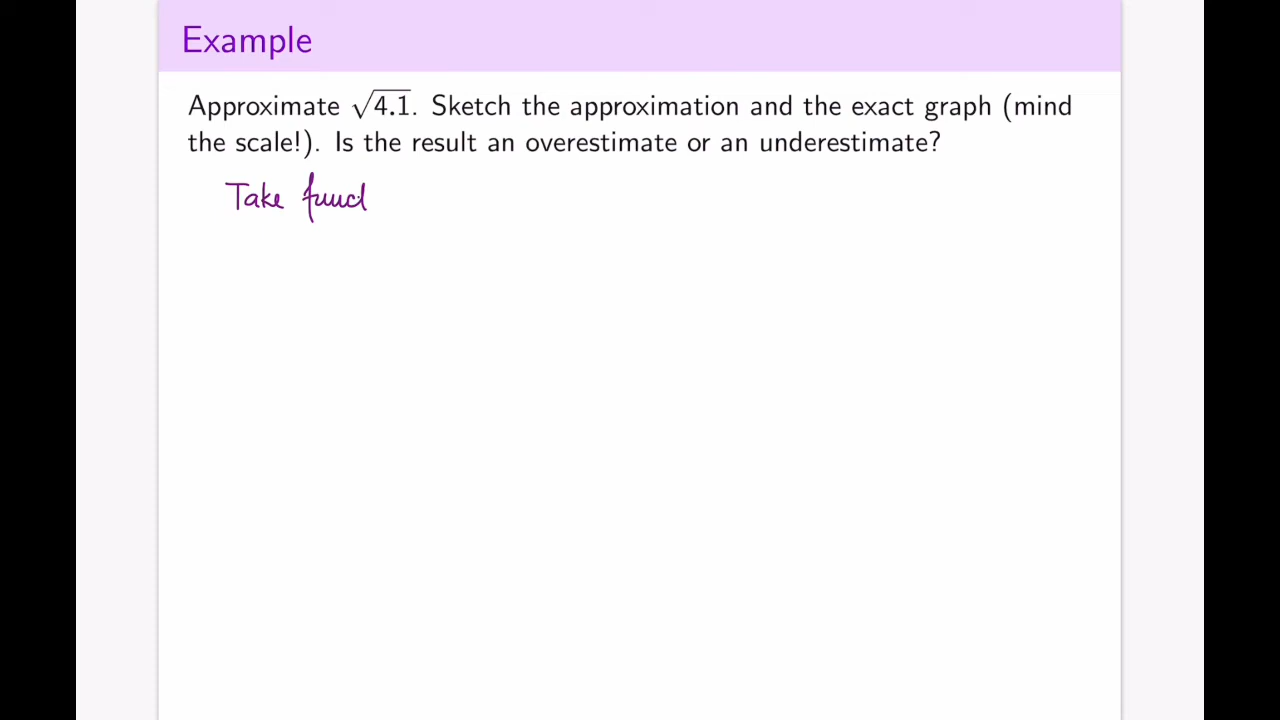 Example
Approximate √4.1. Sketch the approximation and the exact graph (mind
the scale!). Is the result an overestimate or an underestimate?
Take funct